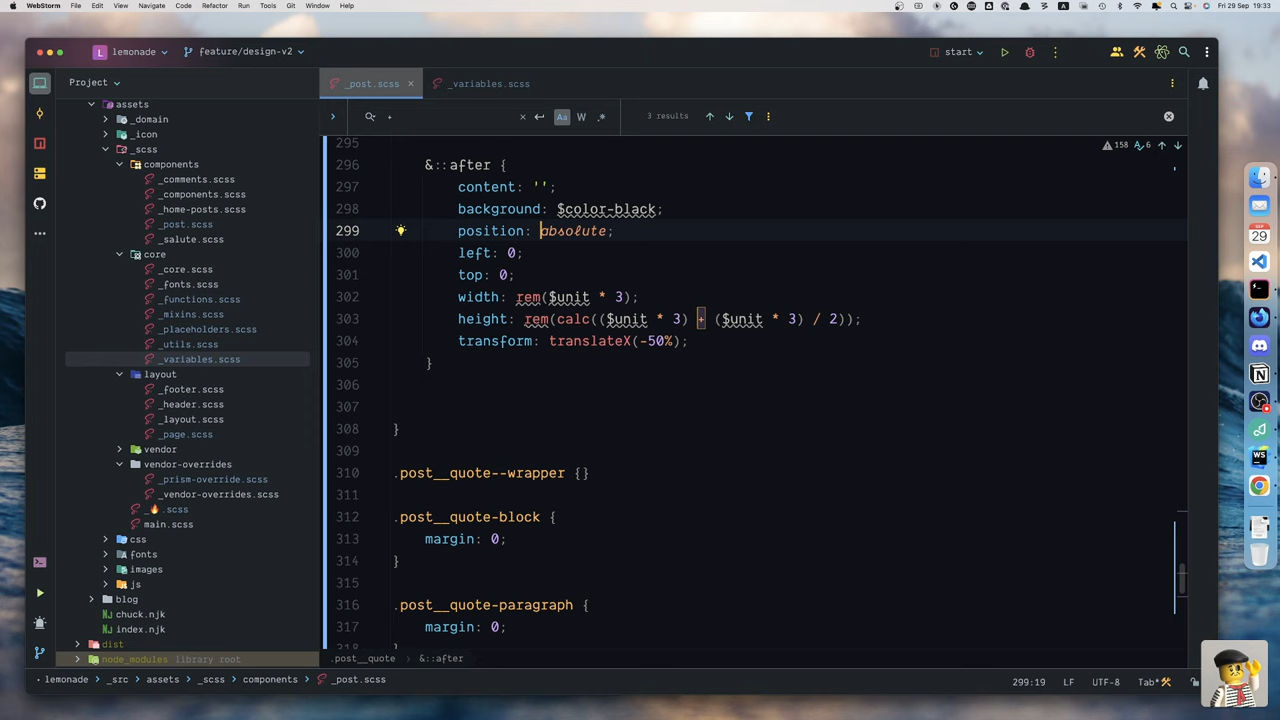 WebStorm File Edit View Navigate Code Refactor Run Tools Git Window Help Fri 29 Sep 19:33
L lemonade feature/design-v2 start
Project _post.scss _variables.scss
assets
_domain
_icon
_scss
components
_comments.scss
_components.scss
_home-posts.scss
_post.scss
_salute.scss
core
_core.scss
_fonts.scss
_functions.scss
_mixins.scss
_placeholders.scss
_utils.scss
_variables.scss
layout
_footer.scss
_header.scss
_layout.scss
_page.scss
vendor
vendor-overrides
_prism-override.scss
_vendor-overrides.scss
_🔥.scss
main.scss
css
fonts
images
js
blog
chuck.njk
index.njk
dist
node_modules library root
Aa W .* 3 results
158 6
295
296 &::after {
297 content: '';
298 background: $color-black;
299 position: absolute;
300 left: 0;
301 top: 0;
302 width: rem($unit * 3);
303 height: rem(calc(($unit * 3) + ($unit * 3) / 2));
304 transform: translateX(-50%);
305 }
306
307
308 }
309
310 .post__quote--wrapper {}
311
312 .post__quote-block {
313 margin: 0;
314 }
315
316 .post__quote-paragraph {
317 margin: 0;
318 }
.post__quote &::after
lemonade _src assets _scss components _post.scss 299:19 LF UTF-8 Tab*
SEP
29
WS